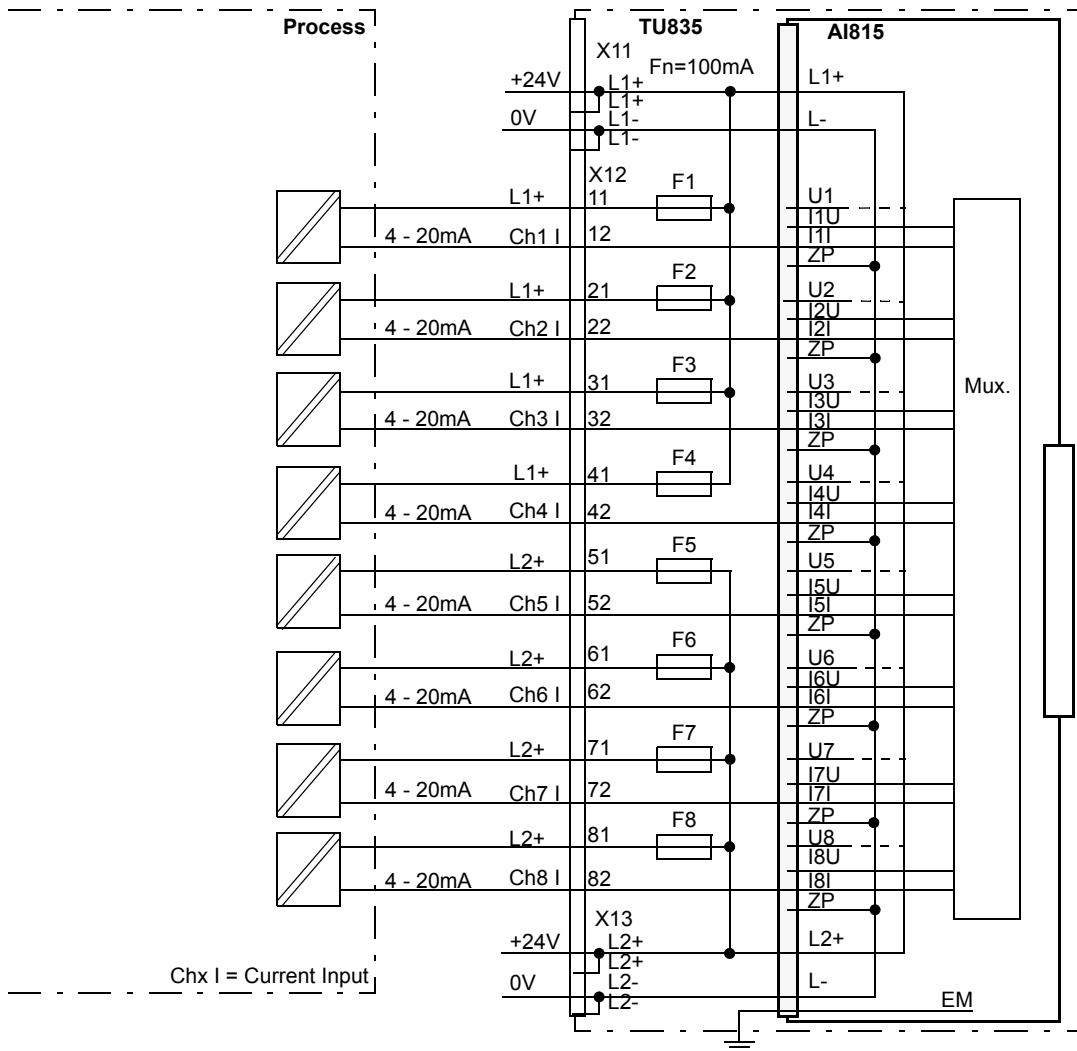 Process
TU835
AI815
X11
Fn=100mA
+24V
L1+
L1+
L1+
0V
L1-
L1-
L-
X12
F1
L1+
11
U1
I1U
4 - 20mA
Ch1 I
12
I1I
ZP
F2
L1+
21
U2
I2U
4 - 20mA
Ch2 I
22
I2I
ZP
F3
L1+
31
U3
Mux.
I3U
4 - 20mA
Ch3 I
32
I3I
ZP
F4
L1+
41
U4
I4U
4 - 20mA
Ch4 I
42
I4I
ZP
F5
L2+
51
U5
I5U
4 - 20mA
Ch5 I
52
I5I
ZP
F6
L2+
61
U6
I6U
4 - 20mA
Ch6 I
62
I6I
ZP
F7
L2+
71
U7
I7U
4 - 20mA
Ch7 I
72
I7I
ZP
F8
L2+
81
U8
I8U
4 - 20mA
Ch8 I
82
I8I
ZP
X13
+24V
L2+
L2+
L2+
Chx I = Current Input
0V
L2-
L2-
L-
EM